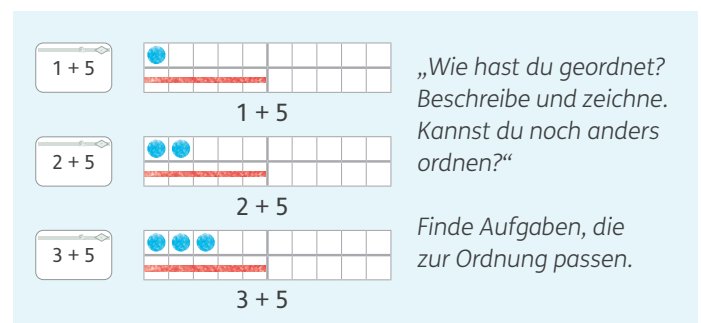 1 + 5
1 + 5
2 + 5
2 + 5
3 + 5
3 + 5
„Wie hast du geordnet?
Beschreibe und zeichne.
Kannst du noch anders
ordnen?“
Finde Aufgaben, die
zur Ordnung passen.